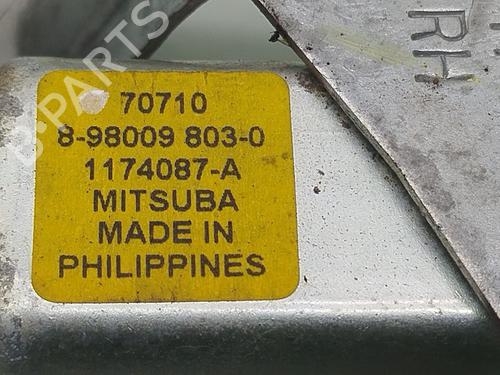 B-PARTS
RH
70710
8-98009 803-0
1174087-A
MITSUBA
MADE IN
PHILIPPINES